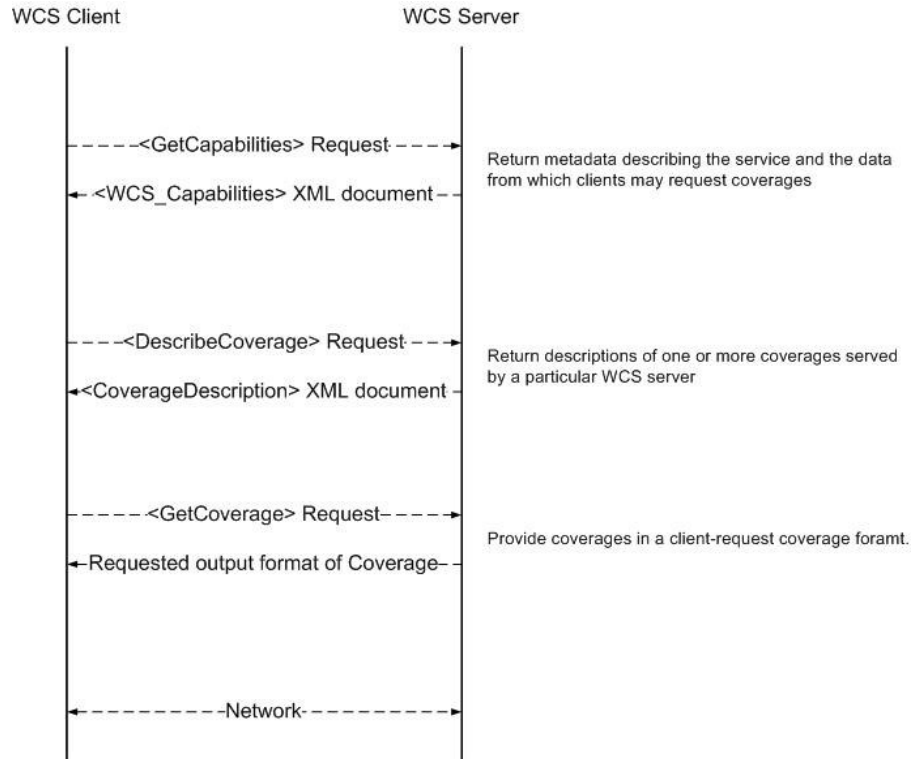 WCS Client
WCS Server
<GetCapabilities> Request
Return metadata describing the service and the data
from which clients may request coverages
<WCS_Capabilities> XML document
<DescribeCoverage> Request
Return descriptions of one or more coverages served
by a particular WCS server
<CoverageDescription> XML document
<GetCoverage> Request
Provide coverages in a client-request coverage foramt.
Requested output format of Coverage
Network